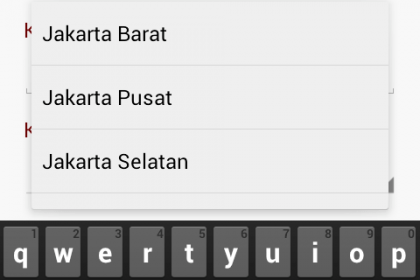 K
Jakarta Barat
Jakarta Pusat
K
Jakarta Selatan
1 2 3 4 5 6 7 8 9 0
q w e r t y u i o p